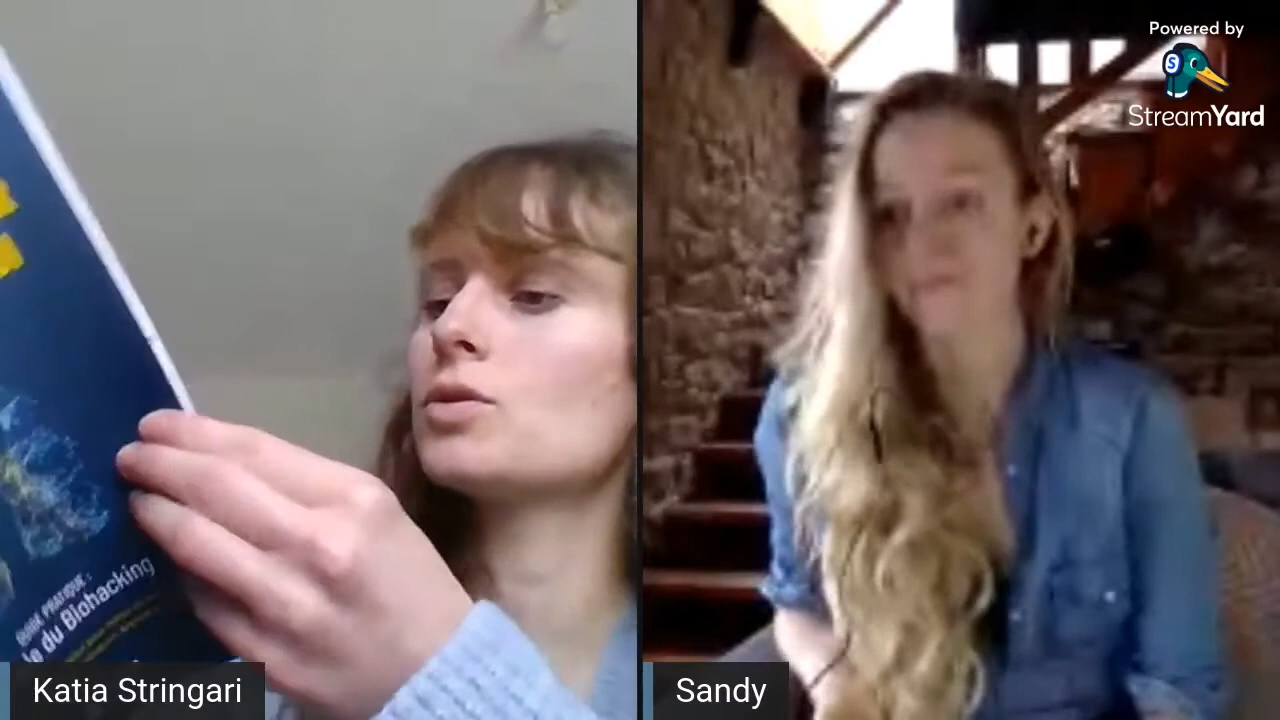 Powered by
StreamYard
GUIDE PRATIQUE :
du Biohacking
Katia Stringari
Sandy